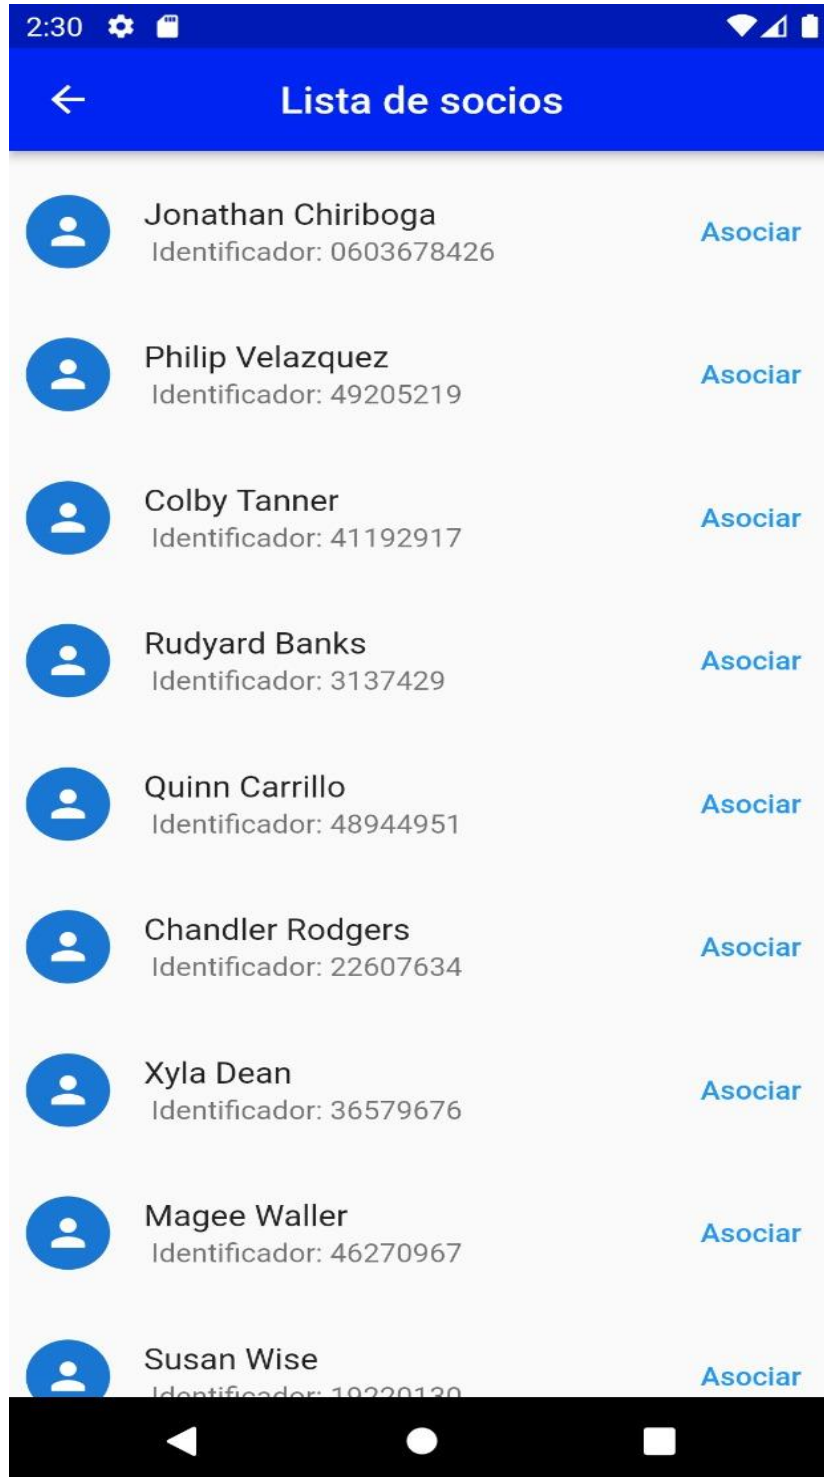 2:30
Lista de socios
Jonathan Chiriboga
Asociar
Identificador: 0603678426
Philip Velazquez
Asociar
Identificador: 49205219
Colby Tanner
Asociar
Identificador: 41192917
Rudyard Banks
Asociar
Identificador: 3137429
Quinn Carrillo
Asociar
Identificador: 48944951
Chandler Rodgers
Asociar
Identificador: 22607634
Xyla Dean
Asociar
Identificador: 36579676
Magee Waller
Asociar
Identificador: 46270967
Susan Wise
Asociar
Identificador: